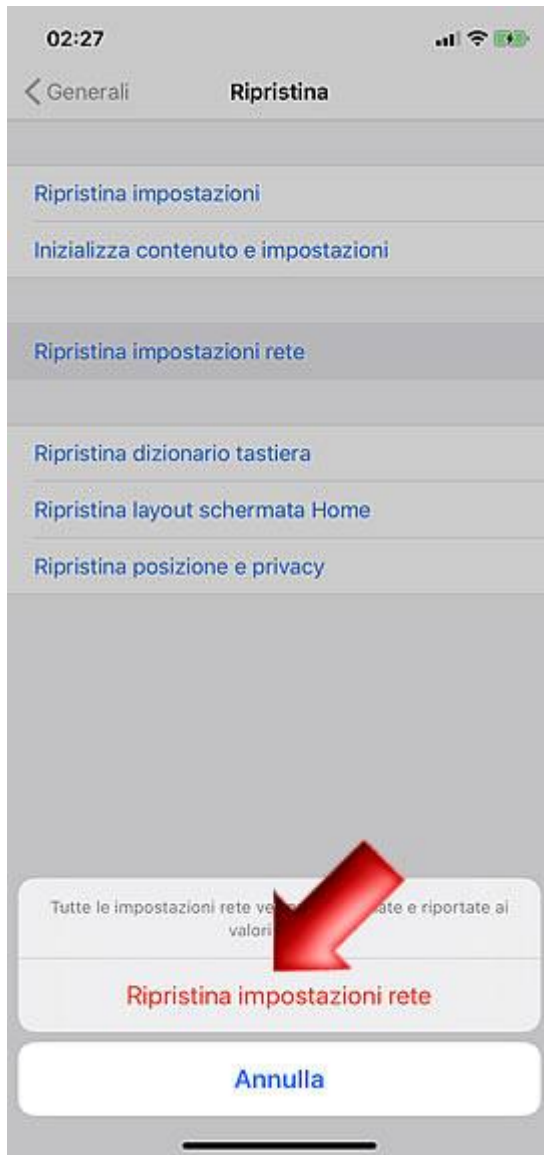 02:27
Generali
Ripristina
Ripristina impostazioni
Inizializza contenuto e impostazioni
Ripristina impostazioni rete
Ripristina dizionario tastiera
Ripristina layout schermata Home
Ripristina posizione e privacy
Tutte le impostazioni rete e riportate ai
valori
Ripristina impostazioni rete
Annulla